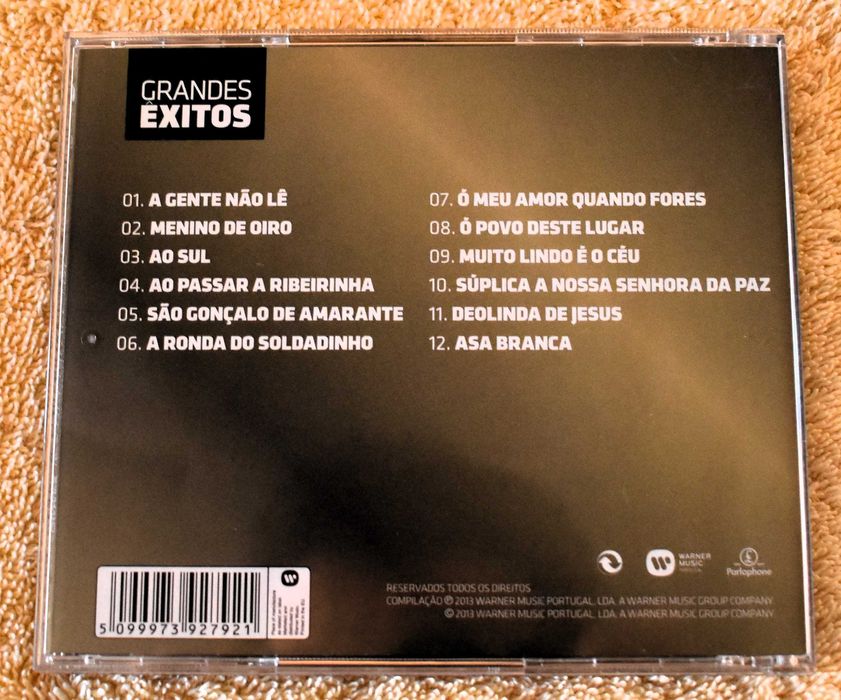 GRANDES
ÊXITOS
01. A GENTE NÃO LÊ
02. MENINO DE OIRO
03. AO SUL
04. AO PASSAR A RIBEIRINHA
05. SÃO GONÇALO DE AMARANTE
06. A RONDA DO SOLDADINHO
07. Ó MEU AMOR QUANDO FORES
08. Ó POVO DESTE LUGAR
09. MUITO LINDO É O CÉU
10. SÚPLICA A NOSSA SENHORA DA PAZ
11. DEOLINDA DE JESUS
12. ASA BRANCA
WARNER
MUSIC
Parlophone
RESERVADOS TODOS OS DIREITOS
COMPILAÇÃO ℗ 2013 WARNER MUSIC PORTUGAL, LDA. A WARNER MUSIC GROUP COMPANY.
© 2013 WARNER MUSIC PORTUGAL, LDA. A WARNER MUSIC GROUP COMPANY.
5 099973 927921